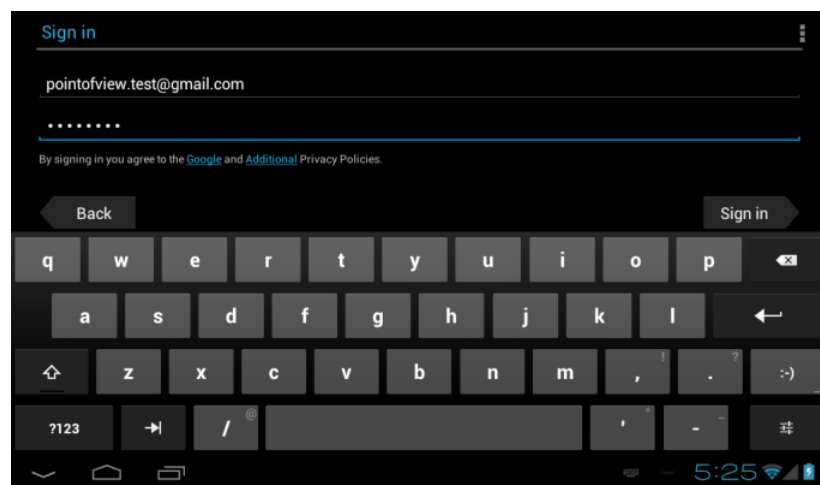 Sign in
pointofview.test@gmail.com
••••••••
By signing in you agree to the Google and Additional Privacy Policies.
Back Sign in
q w e r t y u i o p
a s d f g h j k l
z x c v b n m , ! . ? :-)
?123 / @ ' " - _
5:25